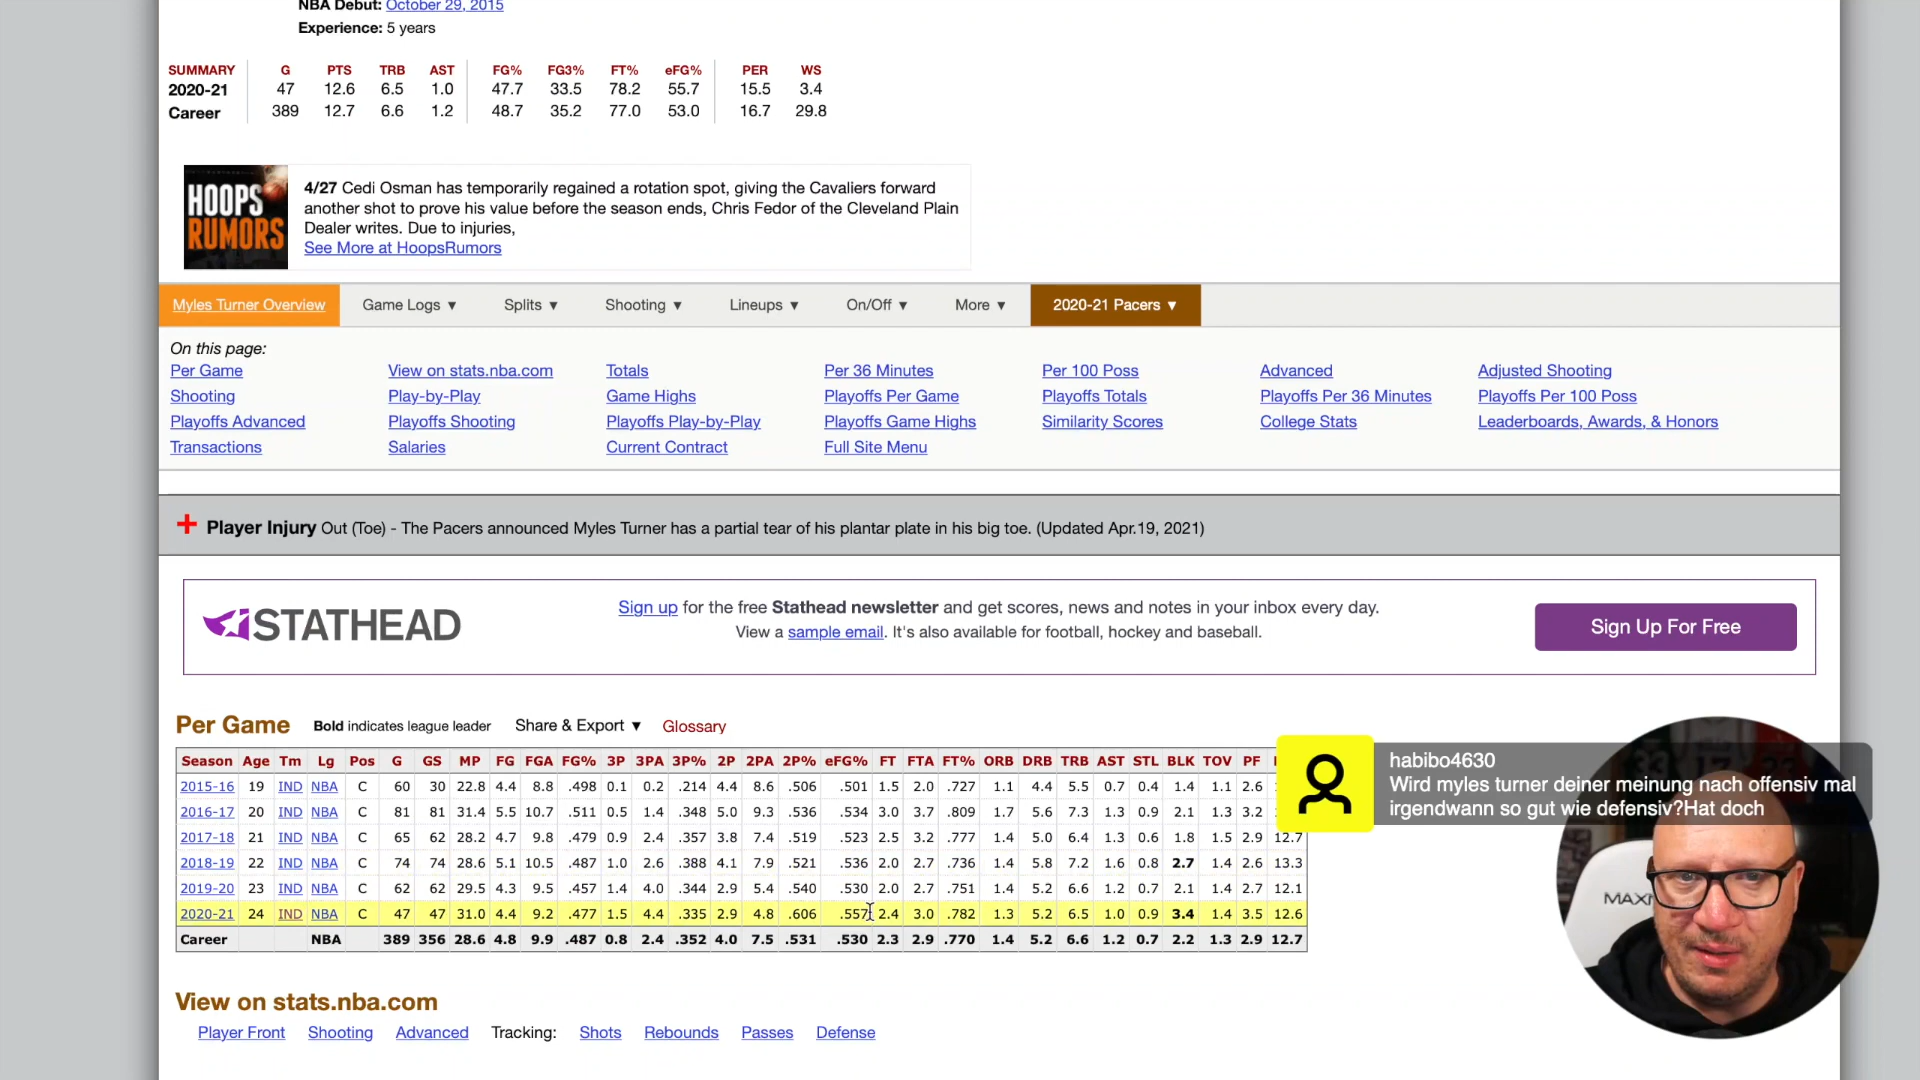 NBA Debut: October 29, 2015
Experience: 5 years
SUMMARY G PTS TRB AST FG% FG3% FT% eFG% PER WS
2020-21 47 12.6 6.5 1.0 47.7 33.5 78.2 55.7 15.5 3.4
Career 389 12.7 6.6 1.2 48.7 35.2 77.0 53.0 16.7 29.8
HOOPS RUMORS
4/27 Cedi Osman has temporarily regained a rotation spot, giving the Cavaliers forward
another shot to prove his value before the season ends, Chris Fedor of the Cleveland Plain
Dealer writes. Due to injuries,
See More at HoopsRumors
Myles Turner Overview Game Logs ▼ Splits ▼ Shooting ▼ Lineups ▼ On/Off ▼ More ▼ 2020-21 Pacers ▼
On this page:
Per Game View on stats.nba.com Totals Per 36 Minutes Per 100 Poss Advanced Adjusted Shooting
Shooting Play-by-Play Game Highs Playoffs Per Game Playoffs Totals Playoffs Per 36 Minutes Playoffs Per 100 Poss
Playoffs Advanced Playoffs Shooting Playoffs Play-by-Play Playoffs Game Highs Similarity Scores College Stats Leaderboards, Awards, & Honors
Transactions Salaries Current Contract Full Site Menu
Player Injury Out (Toe) - The Pacers announced Myles Turner has a partial tear of his plantar plate in his big toe. (Updated Apr.19, 2021)
STATHEAD
Sign up for the free Stathead newsletter and get scores, news and notes in your inbox every day.
View a sample email. It's also available for football, hockey and baseball.
Sign Up For Free
Per Game Bold indicates league leader Share & Export ▼ Glossary
Season Age Tm Lg Pos G GS MP FG FGA FG% 3P 3PA 3P% 2P 2PA 2P% eFG% FT FTA FT% ORB DRB TRB AST STL BLK TOV PF
2015-16 19 IND NBA C 60 30 22.8 4.4 8.8 .498 0.1 0.2 .214 4.4 8.6 .506 .501 1.5 2.0 .727 1.1 4.4 5.5 0.7 0.4 1.4 1.1 2.6
2016-17 20 IND NBA C 81 81 31.4 5.5 10.7 .511 0.5 1.4 .348 5.0 9.3 .536 .534 3.0 3.7 .809 1.7 5.6 7.3 1.3 0.9 2.1 1.3 3.2
2017-18 21 IND NBA C 65 62 28.2 4.7 9.8 .479 0.9 2.4 .357 3.8 7.4 .519 .523 2.5 3.2 .777 1.4 5.0 6.4 1.3 0.6 1.8 1.5 2.9 12.7
2018-19 22 IND NBA C 74 74 28.6 5.1 10.5 .487 1.0 2.6 .388 4.1 7.9 .521 .536 2.0 2.7 .736 1.4 5.8 7.2 1.6 0.8 2.7 1.4 2.6 13.3
2019-20 23 IND NBA C 62 62 29.5 4.3 9.5 .457 1.4 4.0 .344 2.9 5.4 .540 .530 2.0 2.7 .751 1.4 5.2 6.6 1.2 0.7 2.1 1.4 2.7 12.1
2020-21 24 IND NBA C 47 47 31.0 4.4 9.2 .477 1.5 4.4 .335 2.9 4.8 .606 .557 2.4 3.0 .782 1.3 5.2 6.5 1.0 0.9 3.4 1.4 3.5 12.6
Career NBA 389 356 28.6 4.8 9.9 .487 0.8 2.4 .352 4.0 7.5 .531 .530 2.3 2.9 .770 1.4 5.2 6.6 1.2 0.7 2.2 1.3 2.9 12.7
habibo4630
Wird myles turner deiner meinung nach offensiv mal
irgendwann so gut wie defensiv?Hat doch
View on stats.nba.com
Player Front Shooting Advanced Tracking: Shots Rebounds Passes Defense